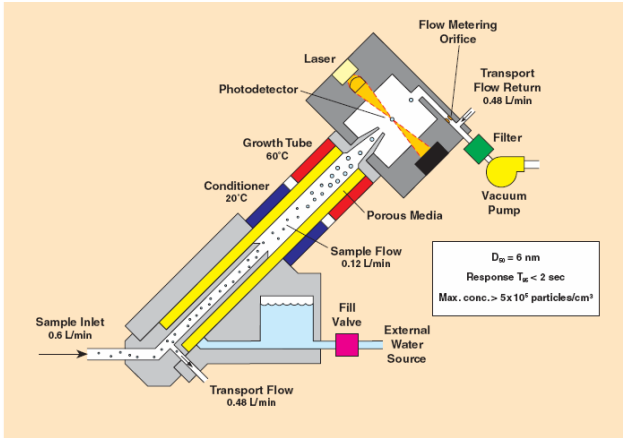 Flow Metering
Orifice
Laser
Transport
Flow Return
0.48 L/min
Photodetector
Filter
Growth Tube
60°C
Conditioner
20°C
Vacuum
Pump
Porous Media
Sample Flow
0.12 L/min
D50 = 6 nm
Response T95 < 2 sec
Max. conc. > 5x10⁵ particles/cm³
Sample Inlet
0.6 L/min
Fill
Valve
External
Water
Source
Transport Flow
0.48 L/min